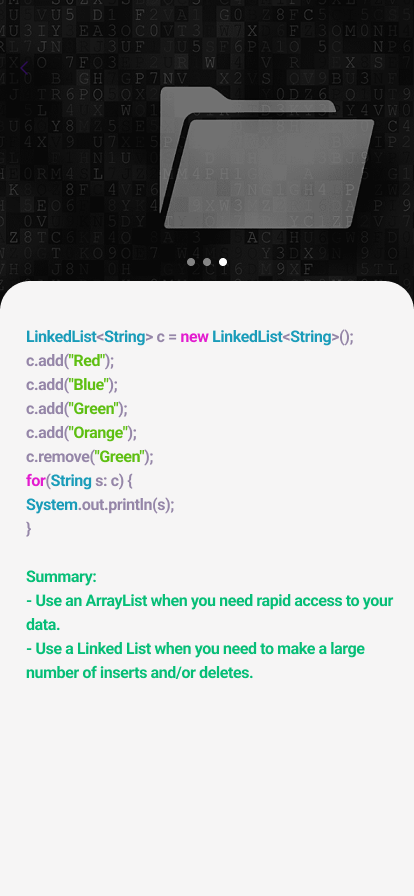 LinkedList<String> c = new LinkedList<String>();
c.add("Red");
c.add("Blue");
c.add("Green");
c.add("Orange");
c.remove("Green");
for(String s: c) {
System.out.println(s);
}
Summary:
- Use an ArrayList when you need rapid access to your
data.
- Use a Linked List when you need to make a large
number of inserts and/or deletes.